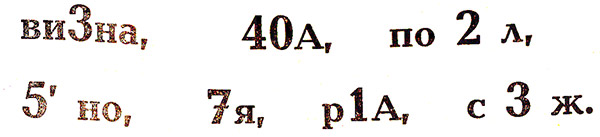 ви3на, 40А, по 2 л,
5' но, 7я, р1А, с 3 ж.